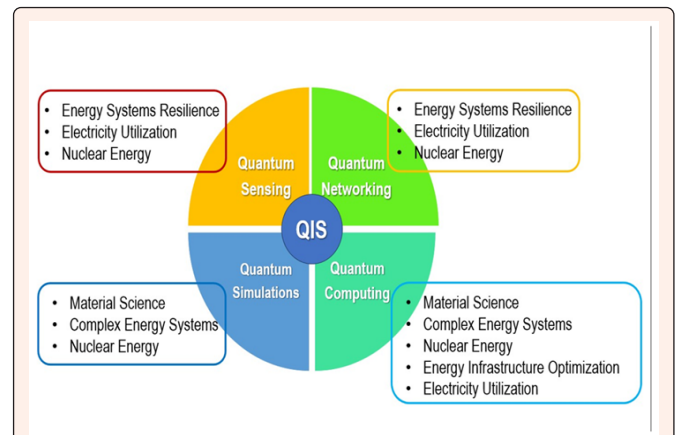 • Energy Systems Resilience
• Electricity Utilization
• Nuclear Energy
• Energy Systems Resilience
• Electricity Utilization
• Nuclear Energy
Quantum
Sensing
Quantum
Networking
QIS
Quantum
Simulations
Quantum
Computing
• Material Science
• Complex Energy Systems
• Nuclear Energy
• Material Science
• Complex Energy Systems
• Nuclear Energy
• Energy Infrastructure Optimization
• Electricity Utilization